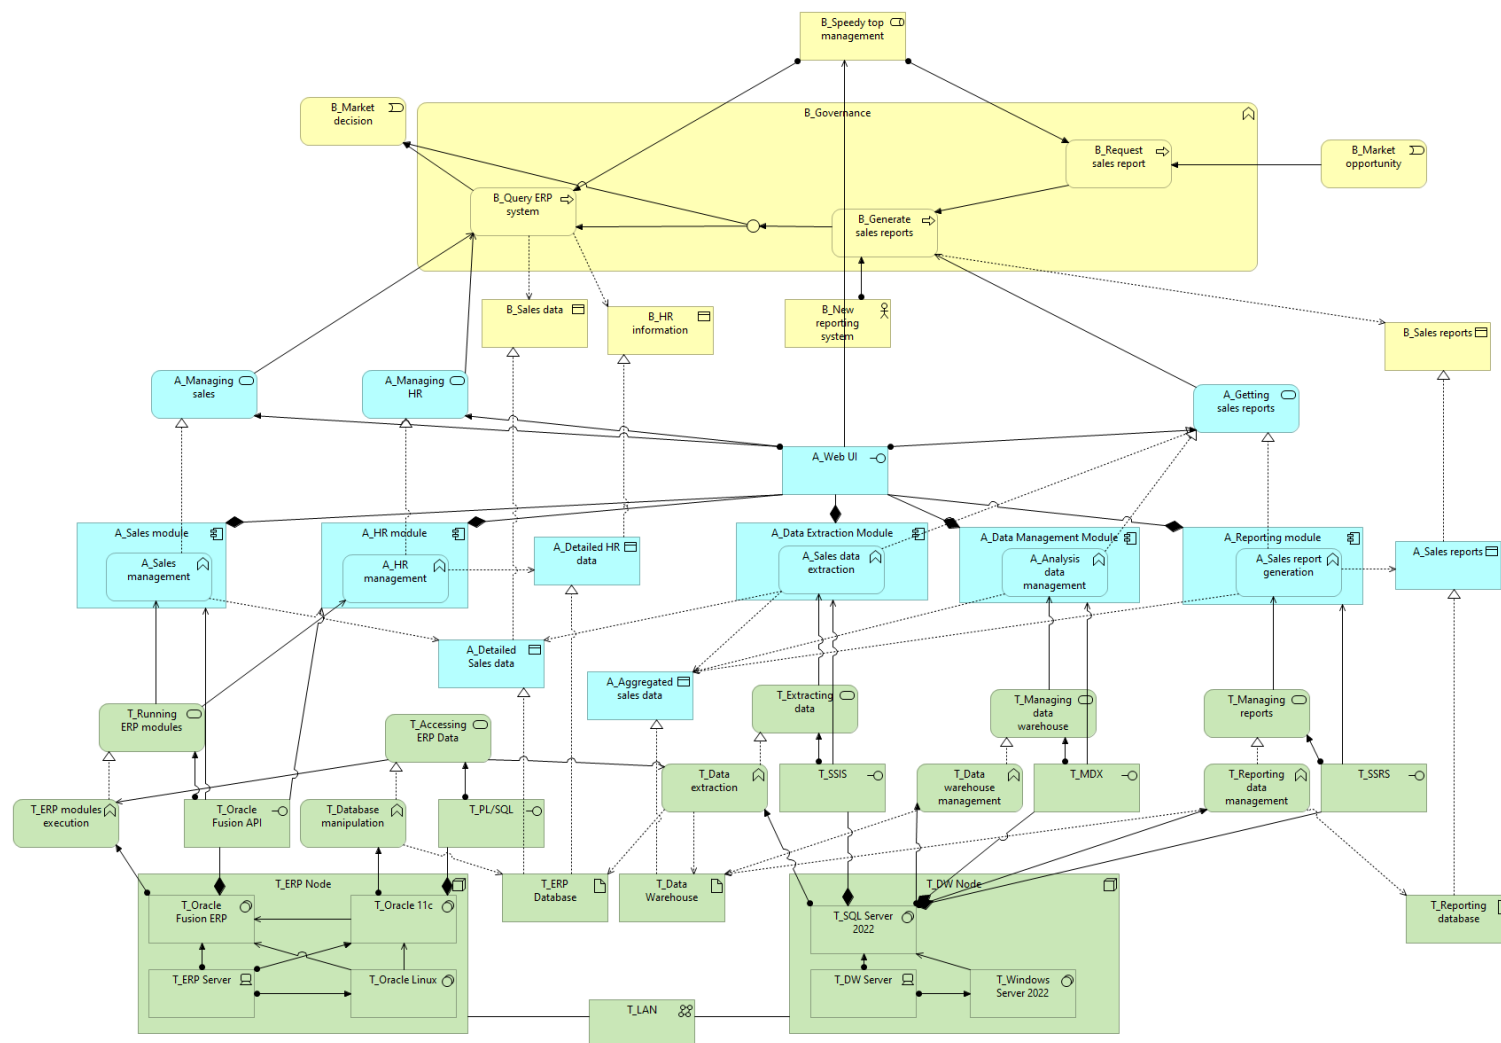 B_Speedy top
management
B_Market
decision
B_Governance
B_Request
sales report
B_Market
opportunity
B_Query ERP
system
B_Generate
sales reports
B_Sales data
B_HR
information
B_New
reporting
system
B_Sales reports
A_Managing
sales
A_Managing
HR
A_Getting
sales reports
A_Web UI
A_Sales module
A_Sales
management
A_HR module
A_HR
management
A_Detailed HR
data
A_Data Extraction Module
A_Sales data
extraction
A_Data Management Module
A_Analysis
data
management
A_Reporting module
A_Sales report
generation
A_Sales reports
A_Detailed
Sales data
A_Aggregated
sales data
T_Running
ERP modules
T_Accessing
ERP Data
T_Extracting
data
T_Managing
data
warehouse
T_Managing
reports
T_ERP modules
execution
T_Oracle
Fusion API
T_Database
manipulation
T_PL/SQL
T_Data
extraction
T_SSIS
T_Data
warehouse
management
T_MDX
T_Reporting
data
management
T_SSRS
T_ERP Node
T_Oracle
Fusion ERP
T_Oracle 11c
T_ERP Server
T_Oracle Linux
T_ERP
Database
T_Data
Warehouse
T_DW Node
T_SQL Server
2022
T_DW Server
T_Windows
Server 2022
T_Reporting
database
T_LAN